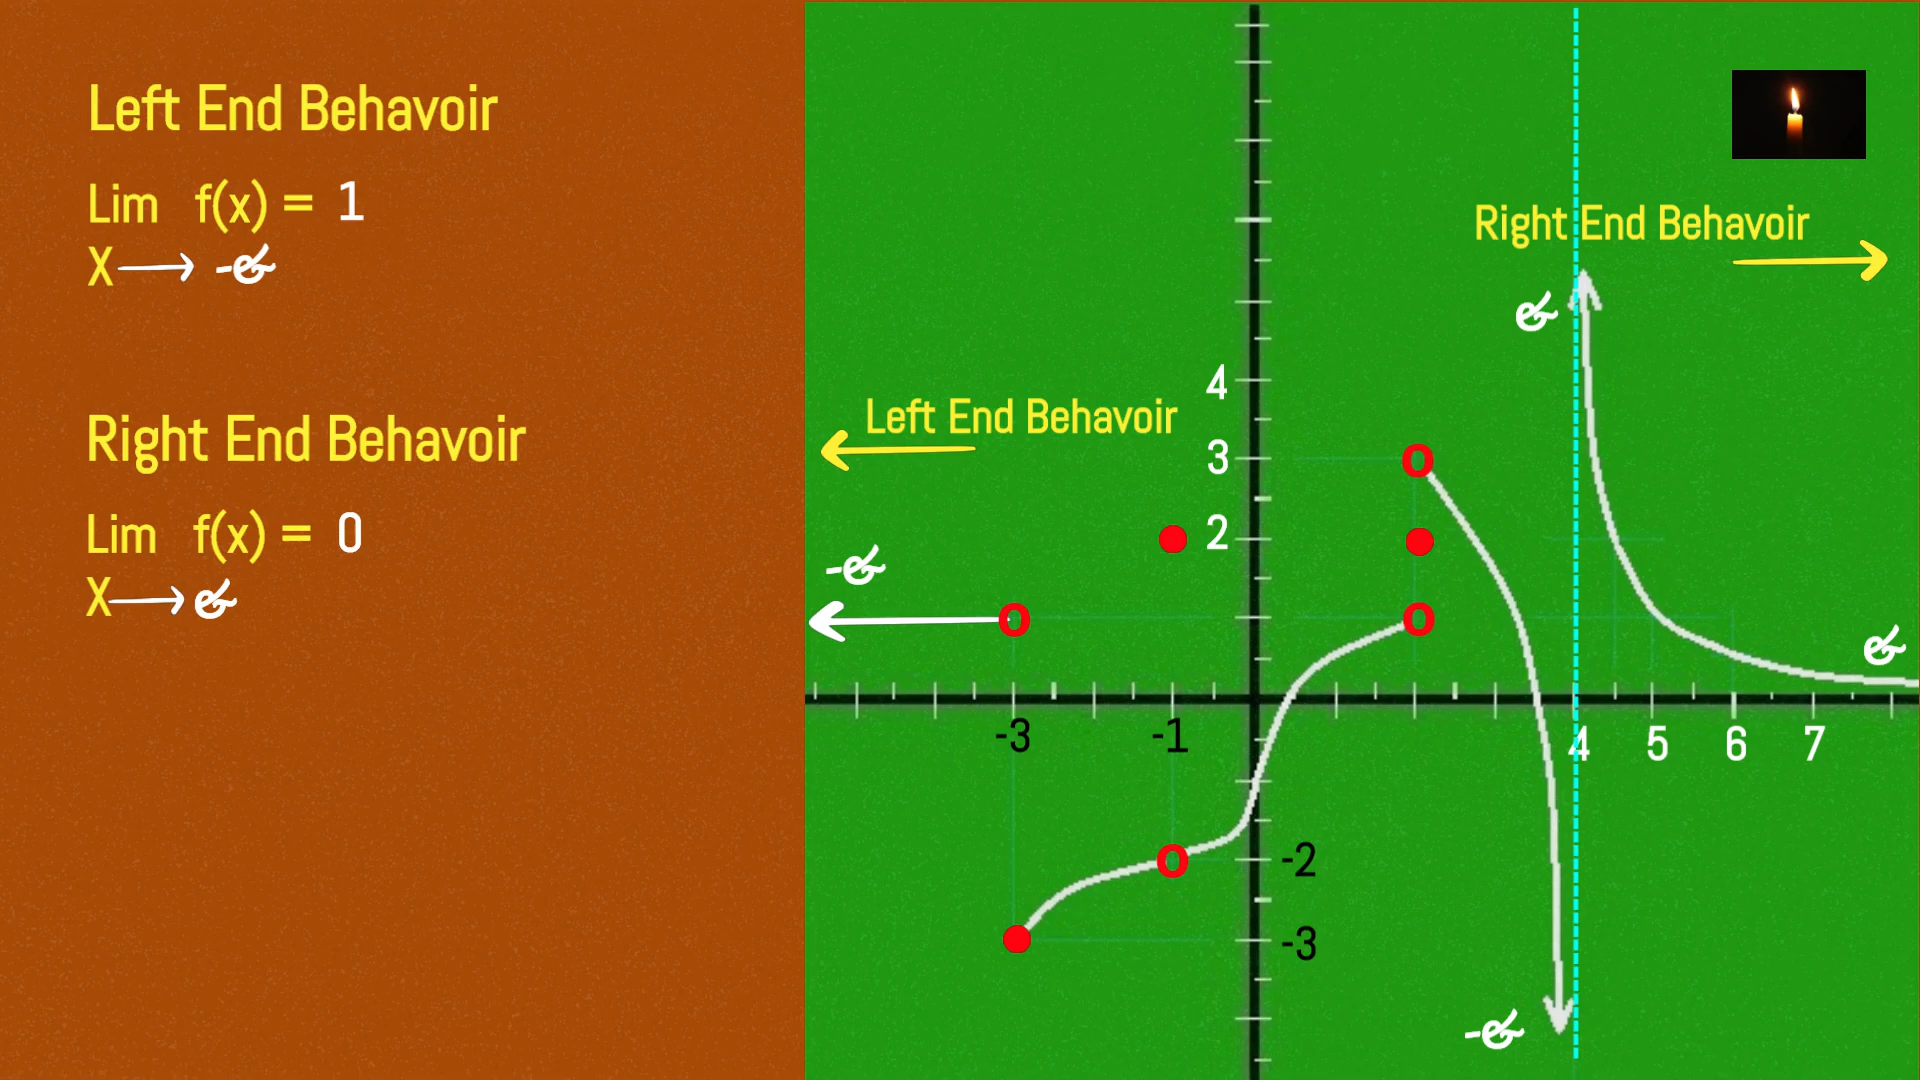 Left End Behavoir
Lim f(x) = 1
X → -&
Right End Behavoir
Lim f(x) = 0
X → &
Right End Behavoir
&
4
Left End Behavoir
3
2
-&
&
-3 -1 4 5 6 7
-2
-3
-&